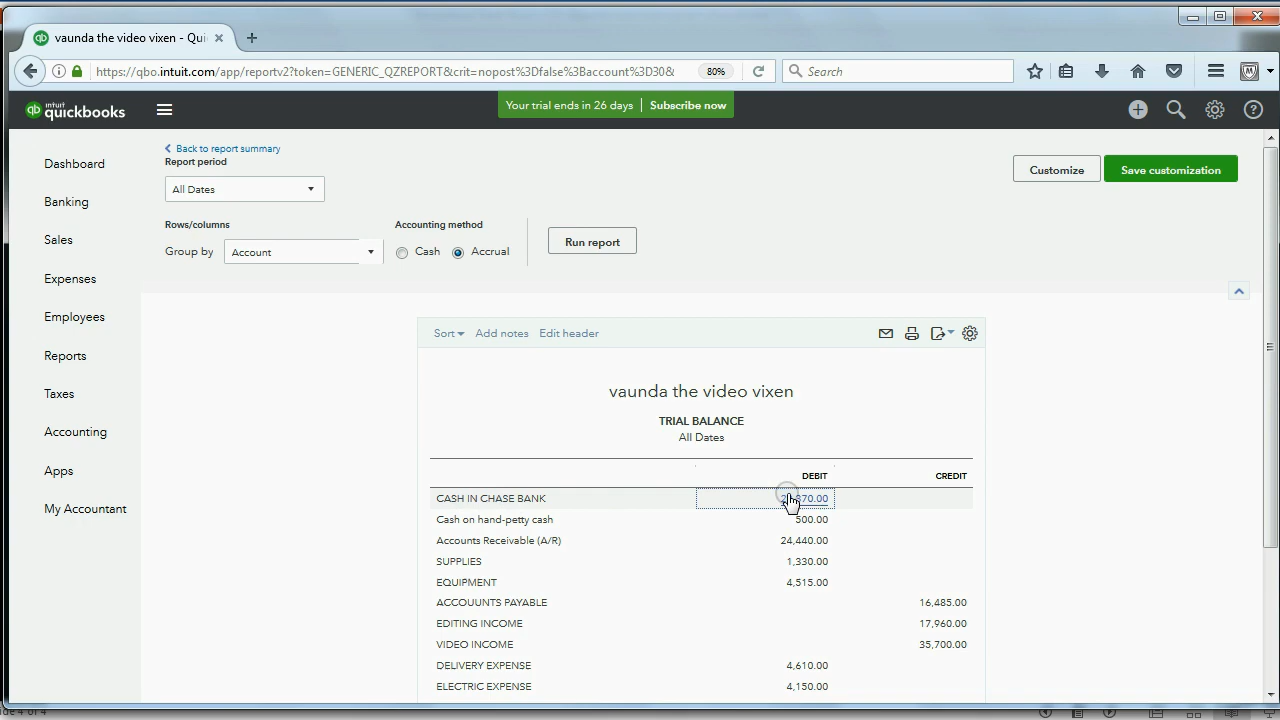 vaunda the video vixen - Qui
https://qbo.intuit.com/app/reportv2?token=GENERIC_QZREPORT&crit=nopost%3Dfalse%3Baccount%3D30&
80%
Search
intuit
quickbooks
Your trial ends in 26 days
Subscribe now
Dashboard
Banking
Sales
Expenses
Employees
Reports
Taxes
Accounting
Apps
My Accountant
Back to report summary
Report period
All Dates
Customize
Save customization
Rows/columns
Accounting method
Group by
Account
Cash
Accrual
Run report
Sort
Add notes
Edit header
vaunda the video vixen
TRIAL BALANCE
All Dates
DEBIT CREDIT
CASH IN CHASE BANK
Cash on hand-petty cash 500.00
Accounts Receivable (A/R) 24,440.00
SUPPLIES 1,330.00
EQUIPMENT 4,515.00
ACCOUUNTS PAYABLE 16,485.00
EDITING INCOME 17,960.00
VIDEO INCOME 35,700.00
DELIVERY EXPENSE 4,610.00
ELECTRIC EXPENSE 4,150.00